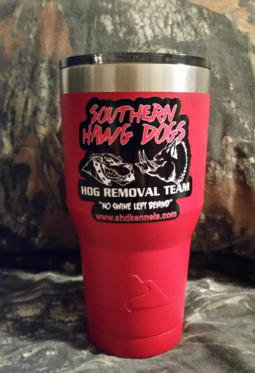 SOUTHERN
HAWG DOGS
HOG REMOVAL TEAM
"NO SWINE LEFT BEHIND"
www.shdkennels.com